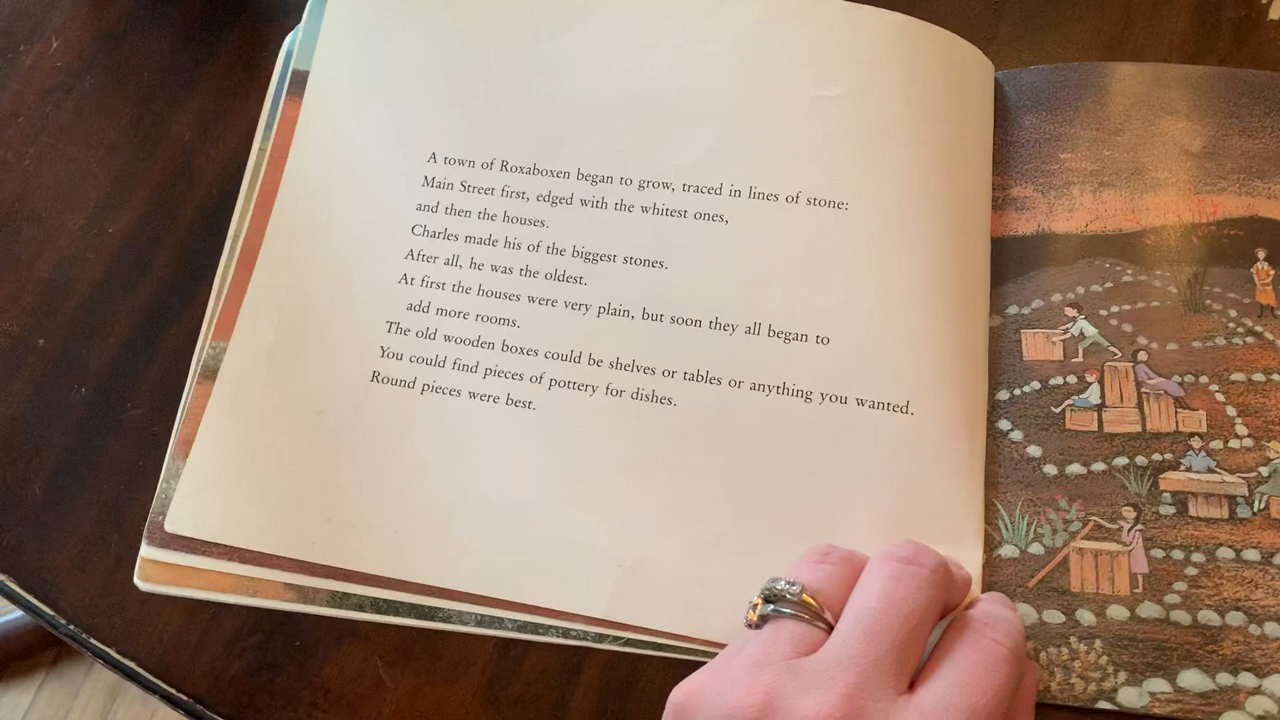 A town of Roxaboxen began to grow, traced in lines of stone:
Main Street first, edged with the whitest ones,
and then the houses.
Charles made his of the biggest stones.
After all, he was the oldest.
At first the houses were very plain, but soon they all began to
add more rooms.
The old wooden boxes could be shelves or tables or anything you wanted.
You could find pieces of pottery for dishes.
Round pieces were best.